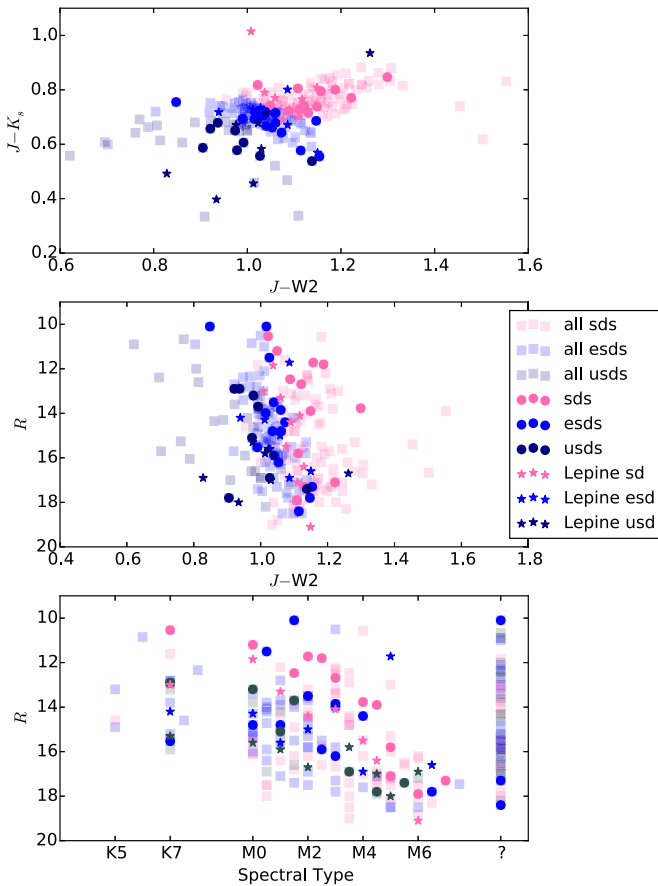 1.0
0.8
0.6
0.4
0.2
J−Ks
0.6 0.8 1.0 1.2 1.4 1.6
J−W2
10
12
14
16
18
20
R
0.4 0.6 0.8 1.0 1.2 1.4 1.6 1.8
J−W2
all sds
all esds
all usds
sds
esds
usds
Lepine sd
Lepine esd
Lepine usd
10
12
14
16
18
20
R
K5 K7 M0 M2 M4 M6 ?
Spectral Type